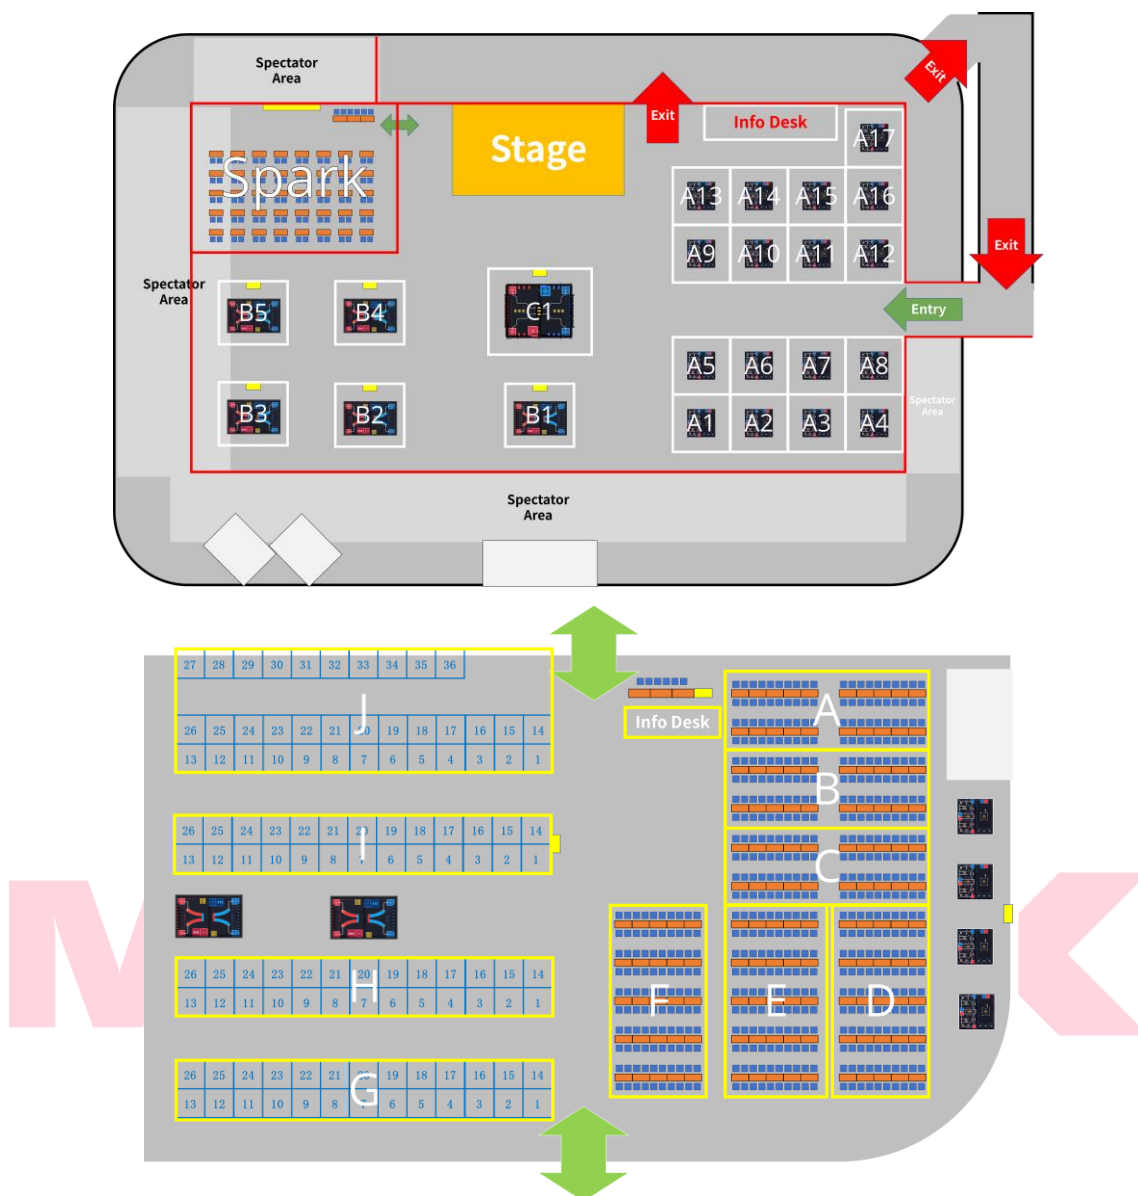 Spectator
Area
Exit
Stage
Exit
Info Desk
A17
Spark
A13 A14 A15 A16
A9 A10 A11 A12
Exit
Spectator
Area
B5 B4 C1
Entry
A5 A6 A7 A8
B3 B2 B1
A1 A2 A3 A4
Spectator
Area
Spectator
Area
27 28 29 30 31 32 33 34 35 36
J
26 25 24 23 22 21 20 19 18 17 16 15 14
13 12 11 10 9 8 7 6 5 4 3 2 1
Info Desk
A
B
26 25 24 23 22 21 20 19 18 17 16 15 14
I
13 12 11 10 9 8 7 6 5 4 3 2 1
C
26 25 24 23 22 21 20 19 18 17 16 15 14
H
13 12 11 10 9 8 7 6 5 4 3 2 1
F E D
26 25 24 23 22 21 20 19 18 17 16 15 14
G
13 12 11 10 9 8 7 6 5 4 3 2 1